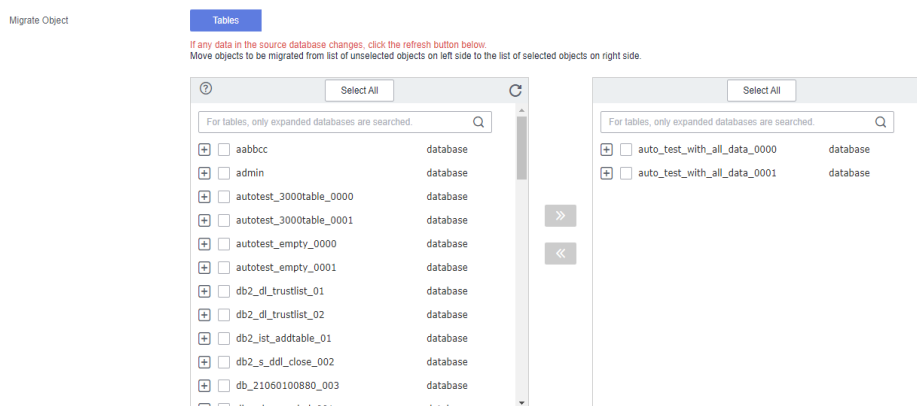 Migrate Object
Tables
If any data in the source database changes, click the refresh button below.
Move objects to be migrated from list of unselected objects on left side to the list of selected objects on right side.
Select All
For tables, only expanded databases are searched.
aabbcc database
admin database
autotest_3000table_0000 database
autotest_3000table_0001 database
autotest_empty_0000 database
autotest_empty_0001 database
db2_dl_trustlist_01 database
db2_dl_trustlist_02 database
db2_ist_addtable_01 database
db2_s_ddl_close_002 database
db_21060100880_003 database
Select All
For tables, only expanded databases are searched.
auto_test_with_all_data_0000 database
auto_test_with_all_data_0001 database